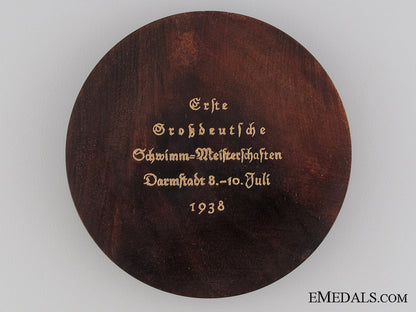 Erste
Großdeutsche
Schwimm=Meisterschaften
Darmstadt 8.–10. Juli
1938
EMEDALS.COM